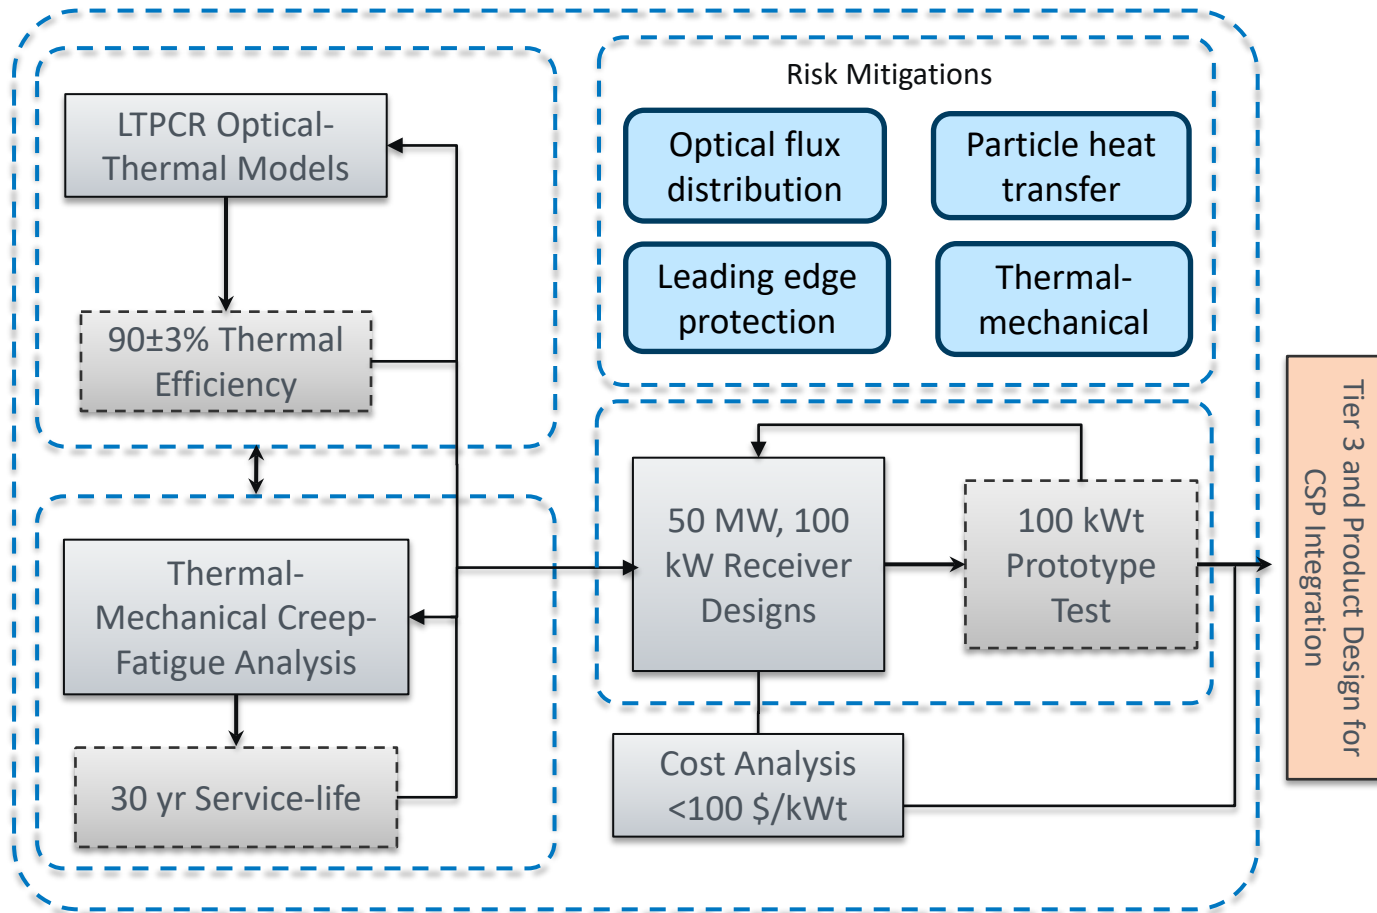 LTPCR Optical-
Thermal Models
90±3% Thermal
Efficiency
Thermal-
Mechanical Creep-
Fatigue Analysis
30 yr Service-life
Risk Mitigations
Optical flux
distribution
Particle heat
transfer
Leading edge
protection
Thermal-
mechanical
50 MW, 100
kW Receiver
Designs
100 kWt
Prototype
Test
Cost Analysis
<100 $/kWt
Tier 3 and Product Design for
CSP Integration